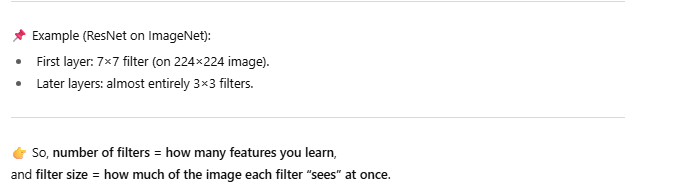 📌 Example (ResNet on ImageNet):
• First layer: 7×7 filter (on 224×224 image).
• Later layers: almost entirely 3×3 filters.
👉 So, number of filters = how many features you learn,
and filter size = how much of the image each filter “sees” at once.